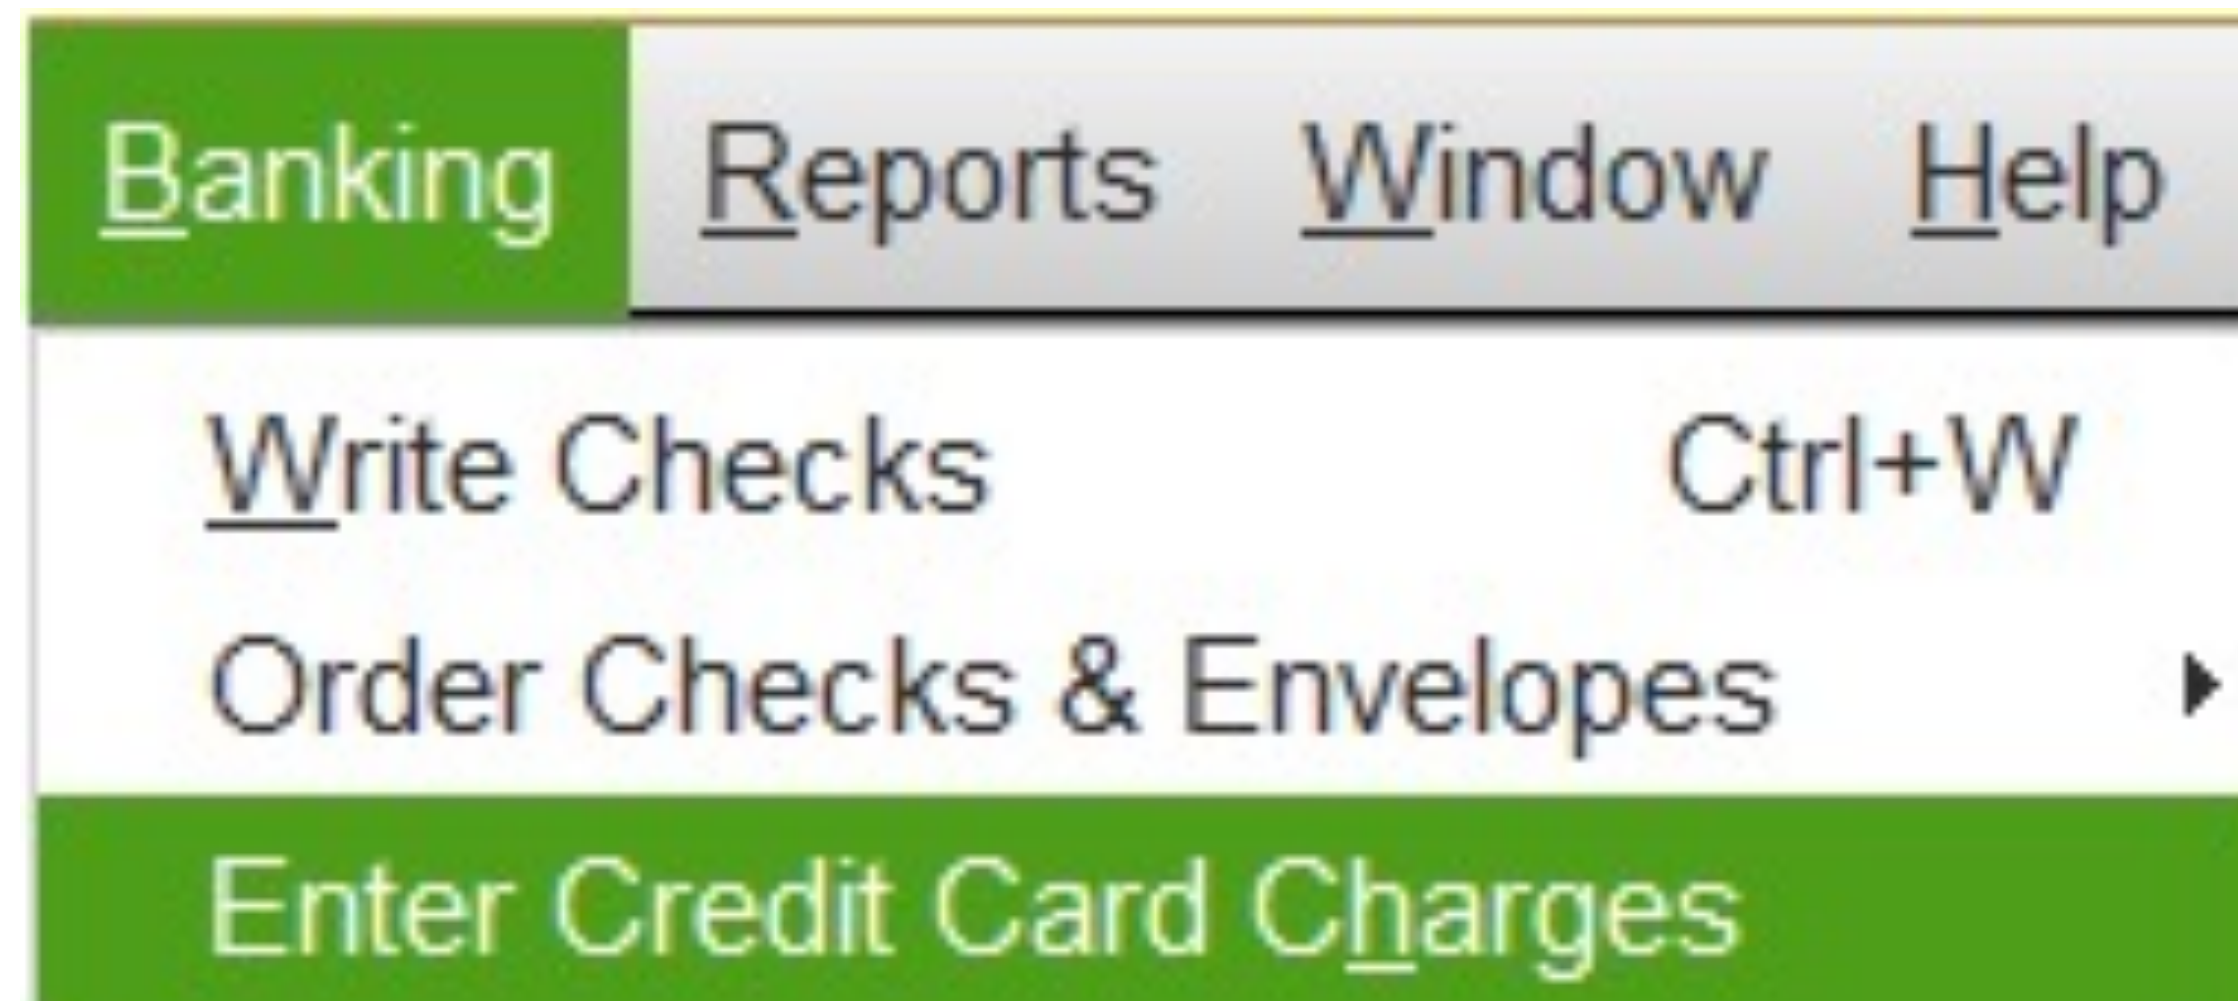 Banking Reports Window Help
Write Checks Ctrl+W
Order Checks & Envelopes
Enter Credit Card Charges